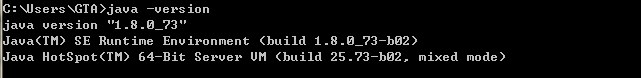 C:\Users\GTA>java -version
java version "1.8.0_73"
Java(TM) SE Runtime Environment (build 1.8.0_73-b02)
Java HotSpot(TM) 64-Bit Server VM (build 25.73-b02, mixed mode)